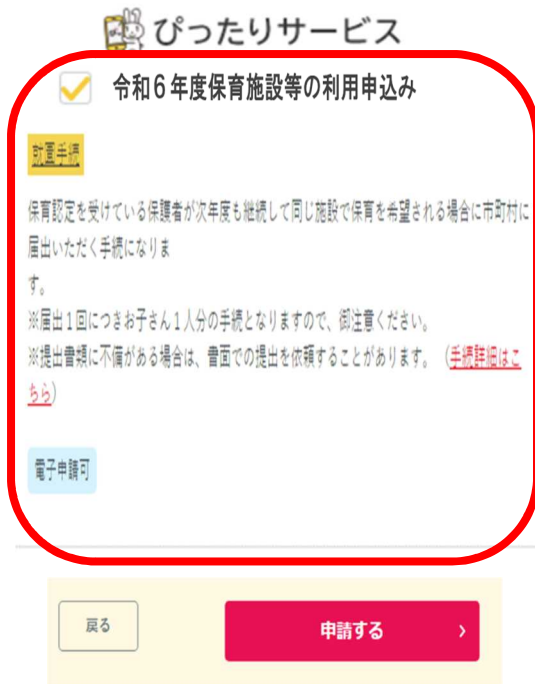 ぴったりサービス
令和6年度保育施設等の利用申込み
放置手続
保育認定を受けている保護者が次年度も継続して同じ施設で保育を希望される場合に市町村に
届出いただく手続になりま
す。
※届出1回につきお子さん1人分の手続となりますので、御注意ください。
※提出書類に不備がある場合は、書面での提出を依頼することがあります。（手続詳細はこ
ちら）
電子申請可
戻る
申請する